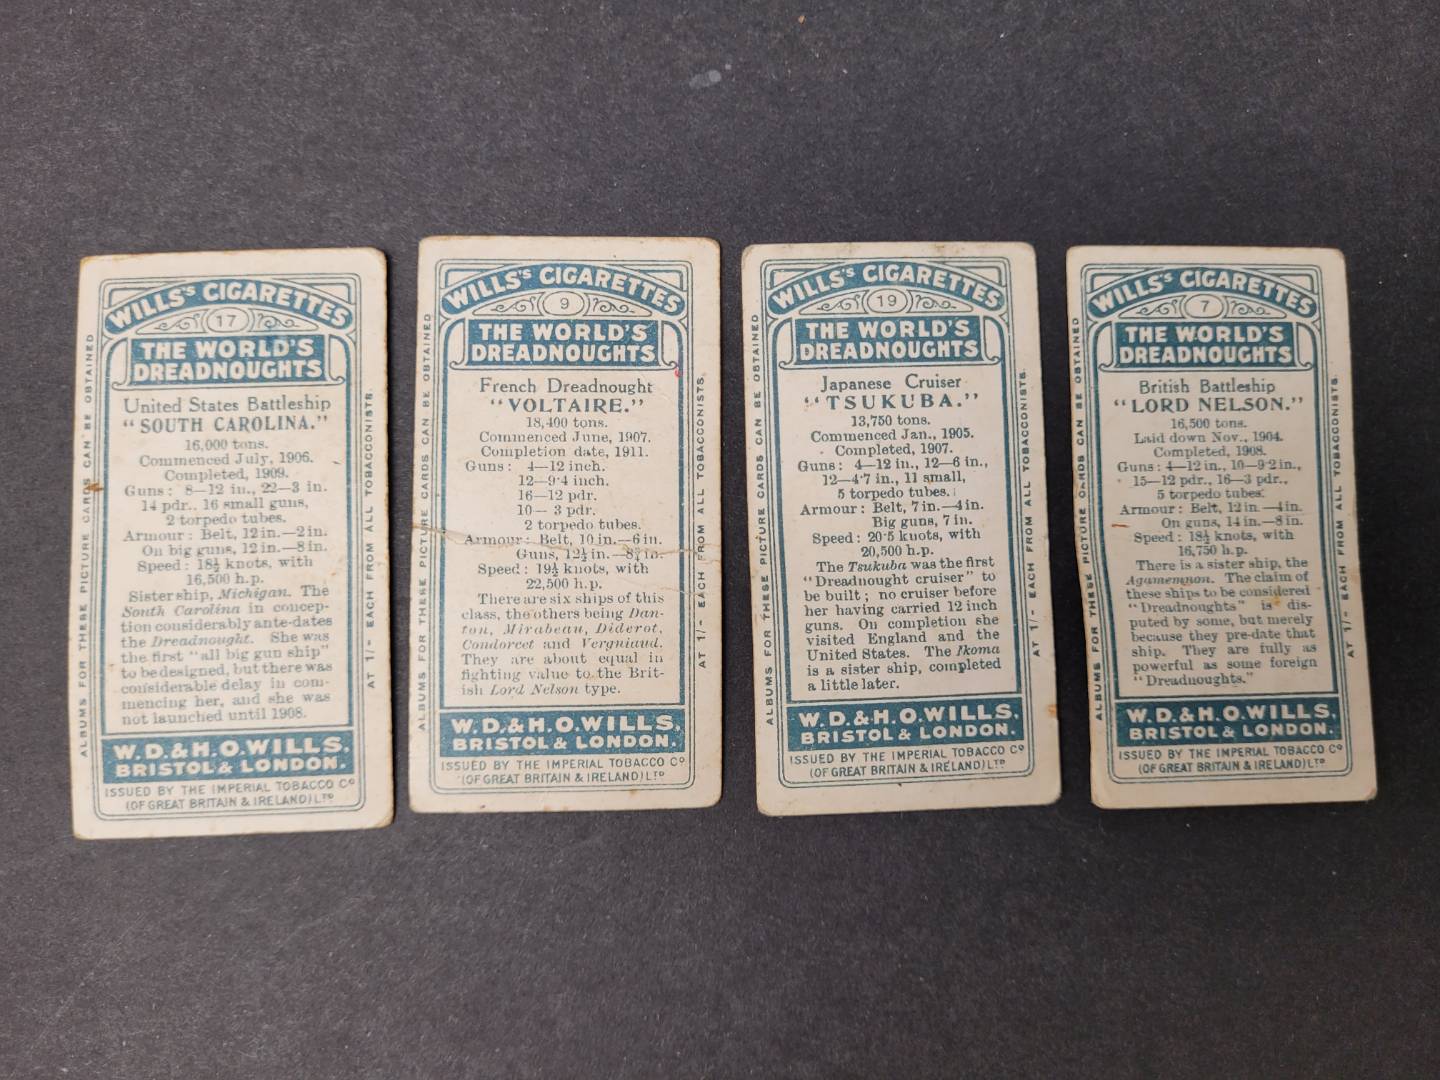 WILLS'S CIGARETTES
17
THE WORLD'S
DREADNOUGHTS
United States Battleship
"SOUTH CAROLINA."
16,000 tons.
Commenced July, 1906.
Completed, 1909.
Guns: 8—12 in., 22—3 in.
14 pdr., 16 small guns,
2 torpedo tubes.
Armour: Belt, 12 in.—2 in.
On big guns, 12 in.—8 in.
Speed: 18½ knots, with
16,500 h.p.
Sister ship, Michigan. The
South Carolina in concep-
tion considerably ante-dates
the Dreadnought. She was
the first "all big gun ship"
to be designed, but there was
considerable delay in com-
mencing her, and she was
not launched until 1908.
W.D. & H.O. WILLS.
BRISTOL & LONDON.
ISSUED BY THE IMPERIAL TOBACCO Cº
(OF GREAT BRITAIN & IRELAND) LTD
ALBUMS FOR THESE PICTURE CARDS CAN BE OBTAINED
AT 1/- EACH FROM ALL TOBACCONISTS.
WILLS'S CIGARETTES
9
THE WORLD'S
DREADNOUGHTS
French Dreadnought
"VOLTAIRE."
18,400 tons.
Commenced June, 1907.
Completion date, 1911.
Guns: 4—12 inch.
12—9·4 inch.
16—12 pdr.
10— 3 pdr.
2 torpedo tubes.
Armour: Belt, 10 in.—6 in.
Guns, 12½ in.— in.
Speed: 19½ knots, with
22,500 h.p.
There are six ships of this
class, the others being Dan-
ton, Mirabeau, Diderot,
Condorcet and Vergniaud.
They are about equal in
fighting value to the Brit-
ish Lord Nelson type.
W.D. & H.O. WILLS,
BRISTOL & LONDON.
ISSUED BY THE IMPERIAL TOBACCO Cº
(OF GREAT BRITAIN & IRELAND) LTD
ALBUMS FOR THESE PICTURE CARDS CAN BE OBTAINED
AT 1/- EACH FROM ALL TOBACCONISTS.
WILLS'S CIGARETTES
19
THE WORLD'S
DREADNOUGHTS
Japanese Cruiser
"TSUKUBA."
13,750 tons.
Commenced Jan., 1905.
Completed, 1907.
Guns: 4—12 in., 12—6 in.,
12—4·7 in., 11 small,
5 torpedo tubes.
Armour: Belt, 7 in.—4 in.
Big guns, 7 in.
Speed: 20·5 knots, with
20,500 h.p.
The Tsukuba was the first
"Dreadnought cruiser" to
be built; no cruiser before
her having carried 12 inch
guns. On completion she
visited England and the
United States. The Ikoma
is a sister ship, completed
a little later.
W.D. & H.O. WILLS,
BRISTOL & LONDON.
ISSUED BY THE IMPERIAL TOBACCO Cº
(OF GREAT BRITAIN & IRELAND) LTD
ALBUMS FOR THESE PICTURE CARDS CAN BE OBTAINED
AT 1/- EACH FROM ALL TOBACCONISTS.
WILLS'S CIGARETTES
7
THE WORLD'S
DREADNOUGHTS
British Battleship
"LORD NELSON."
16,500 tons.
Laid down Nov., 1904.
Completed, 1908.
Guns: 4—12 in., 10—9·2 in.,
15—12 pdr., 16—3 pdr.,
5 torpedo tubes.
Armour: Belt, 12 in.—4 in.
On guns, 14 in.—8 in.
Speed: 18½ knots, with
16,750 h.p.
There is a sister ship, the
Agamemnon. The claim of
these ships to be considered
"Dreadnoughts" is dis-
puted by some, but merely
because they pre-date that
ship. They are fully as
powerful as some foreign
"Dreadnoughts."
W.D. & H.O. WILLS,
BRISTOL & LONDON.
ISSUED BY THE IMPERIAL TOBACCO Cº
(OF GREAT BRITAIN & IRELAND) LTD
ALBUMS FOR THESE PICTURE CARDS CAN BE OBTAINED
AT 1/- EACH FROM ALL TOBACCONISTS.